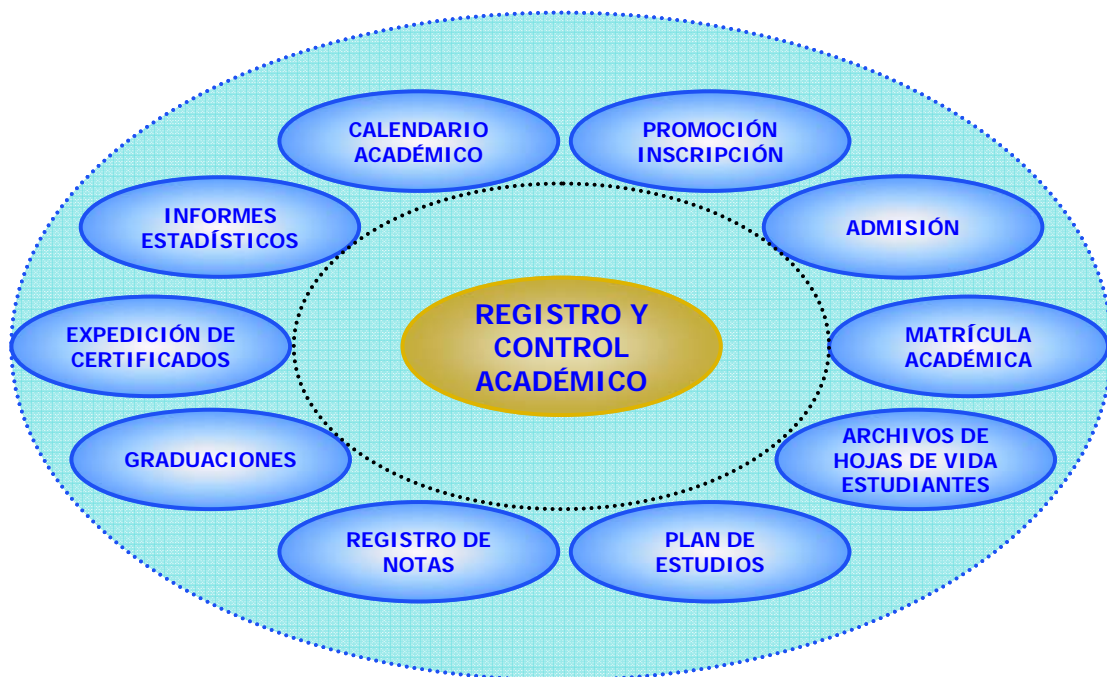 CALENDARIO
ACADÉMICO
PROMOCIÓN
INSCRIPCIÓN
INFORMES
ESTADÍSTICOS
ADMISIÓN
REGISTRO Y
CONTROL
ACADÉMICO
EXPEDICIÓN DE
CERTIFICADOS
MATRÍCULA
ACADÉMICA
GRADUACIONES
ARCHIVOS DE
HOJAS DE VIDA
ESTUDIANTES
REGISTRO DE
NOTAS
PLAN DE
ESTUDIOS